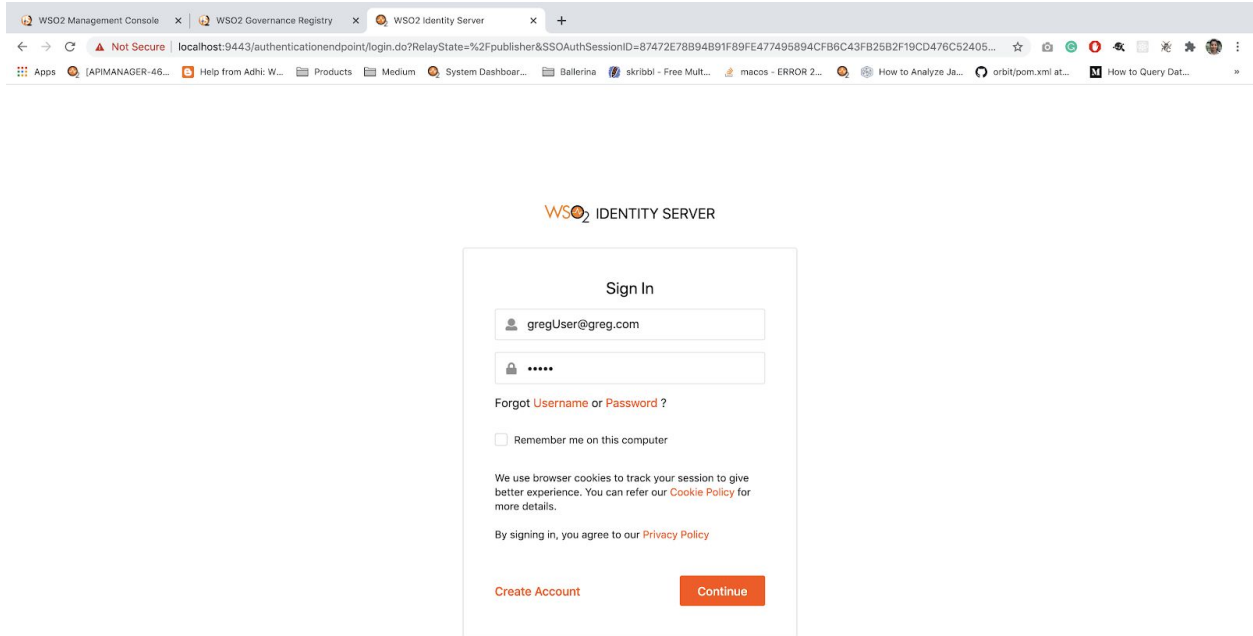 WSO2 Management Console WSO2 Governance Registry WSO2 Identity Server
Not Secure localhost:9443/authenticationendpoint/login.do?RelayState=%2Fpublisher&SSOAuthSessionID=87472E78B94B91F89FE477495894CFB6C43FB25B2F19CD476C52405...
Apps [APIMANAGER-46... Help from Adhi: W... Products Medium System Dashboar... Ballerina skribbl - Free Mult... macos - ERROR 2... How to Analyze Ja... orbit/pom.xml at... How to Query Dat... »
WSO2 IDENTITY SERVER
Sign In
gregUser@greg.com
•••••
Forgot Username or Password ?
Remember me on this computer
We use browser cookies to track your session to give
better experience. You can refer our Cookie Policy for
more details.
By signing in, you agree to our Privacy Policy
Create Account Continue